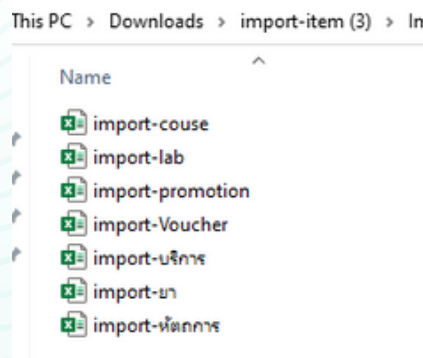 This PC > Downloads > import-item (3) >
Name
import-couse
import-lab
import-promotion
import-Voucher
import-บริการ
import-ยา
import-หัตถการ